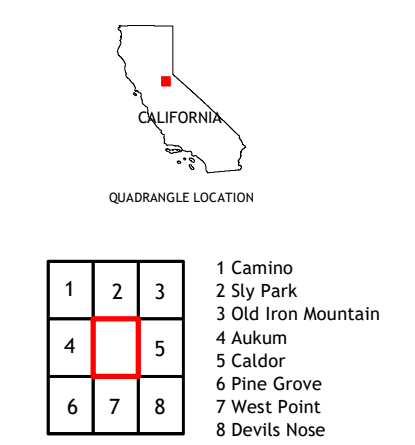 CALIFORNIA
QUADRANGLE LOCATION
1 2 3
4 5
6 7 8
1 Camino
2 Sly Park
3 Old Iron Mountain
4 Aukum
5 Caldor
6 Pine Grove
7 West Point
8 Devils Nose